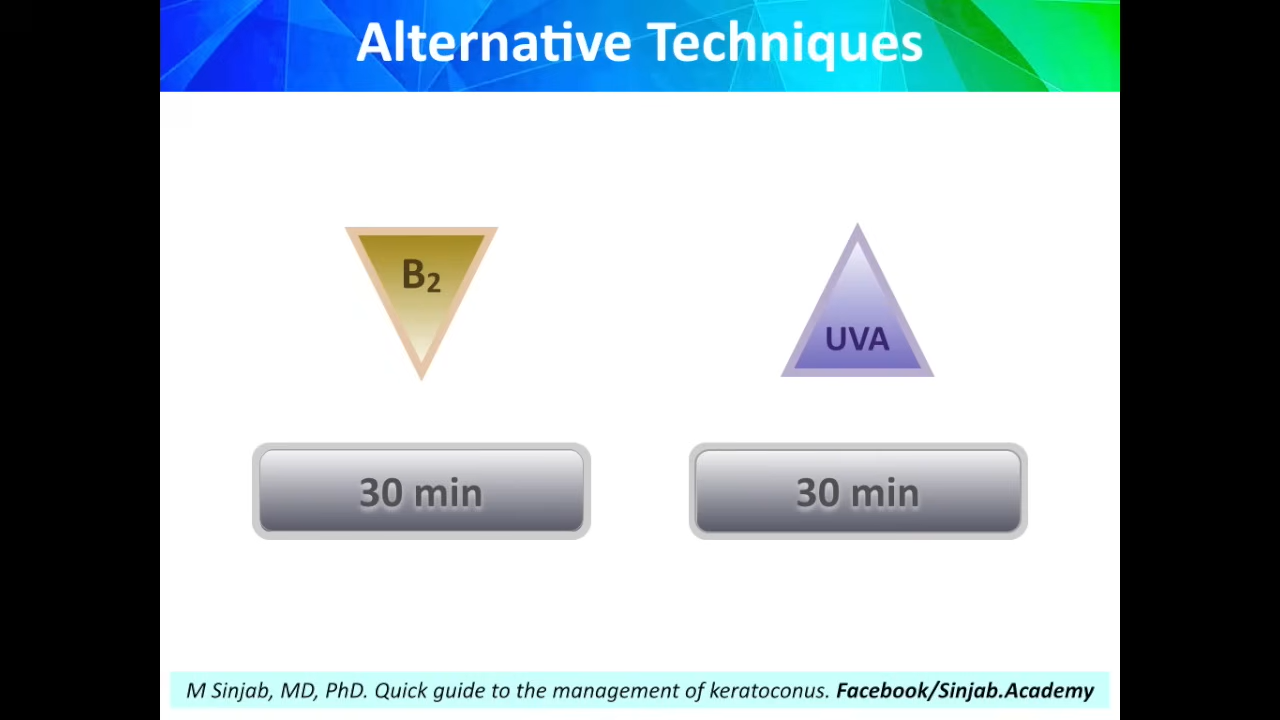 Alternative Techniques
B₂
UVA
30 min
30 min
M Sinjab, MD, PhD. Quick guide to the management of keratoconus. Facebook/Sinjab.Academy